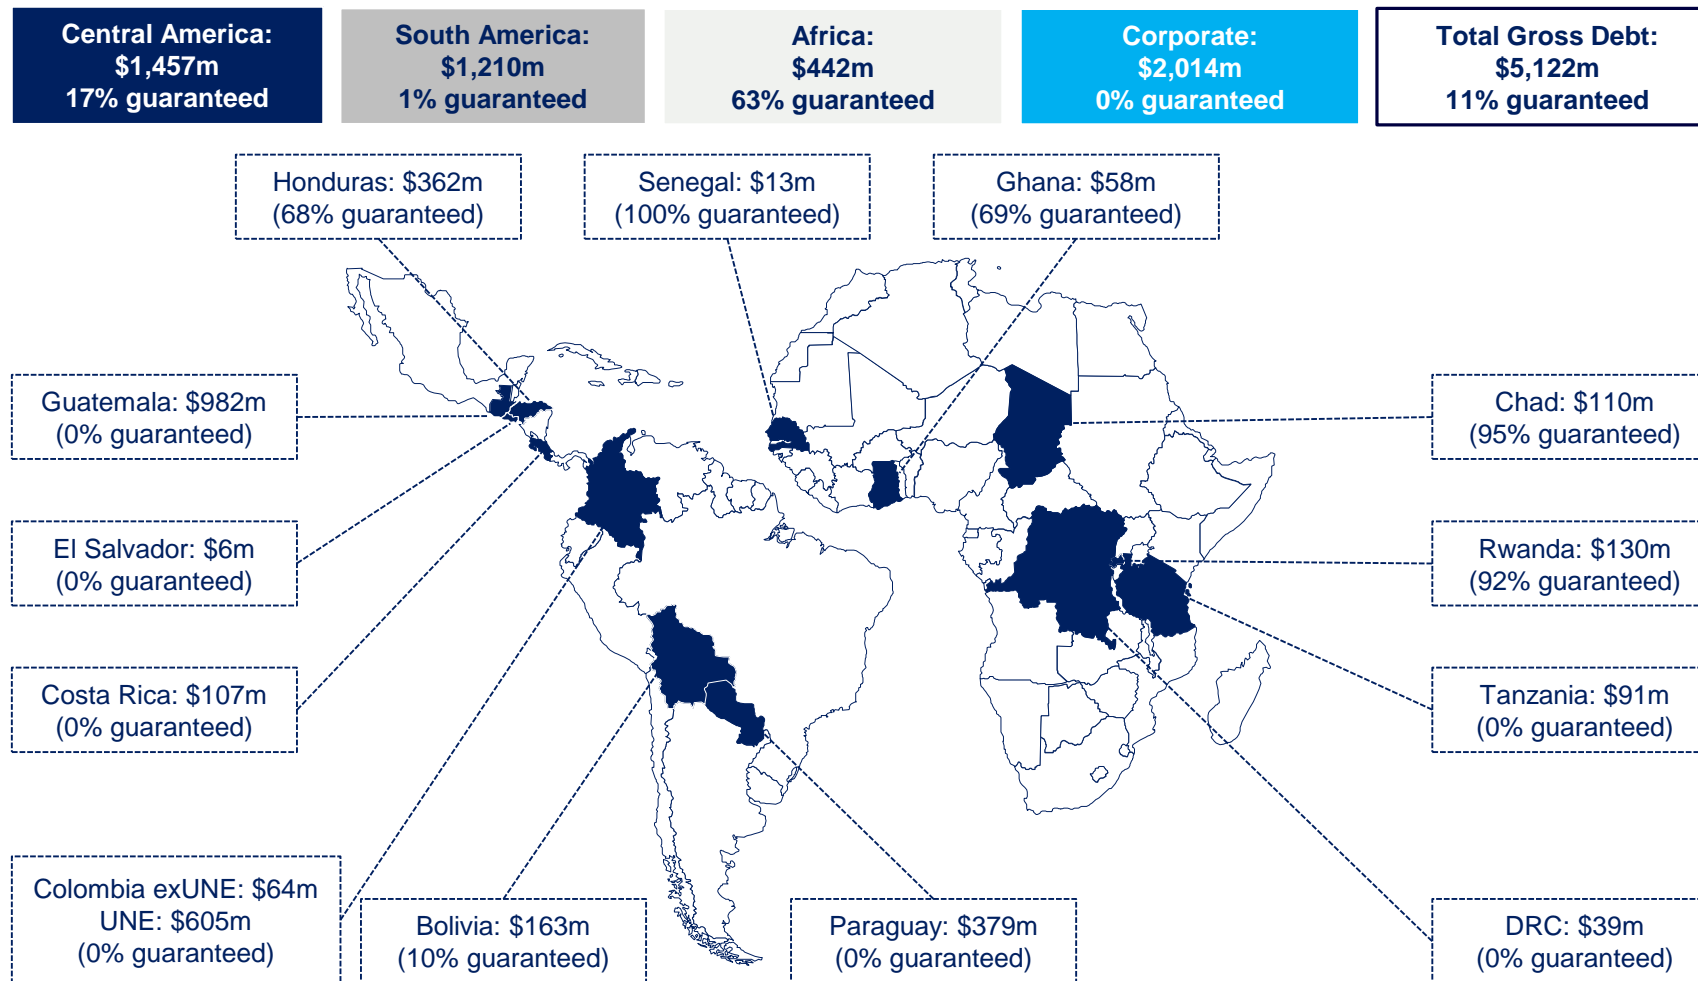 Central America:
$1,457m
17% guaranteed
South America:
$1,210m
1% guaranteed
Africa:
$442m
63% guaranteed
Corporate:
$2,014m
0% guaranteed
Total Gross Debt:
$5,122m
11% guaranteed
Honduras: $362m
(68% guaranteed)
Senegal: $13m
(100% guaranteed)
Ghana: $58m
(69% guaranteed)
Guatemala: $982m
(0% guaranteed)
Chad: $110m
(95% guaranteed)
El Salvador: $6m
(0% guaranteed)
Rwanda: $130m
(92% guaranteed)
Costa Rica: $107m
(0% guaranteed)
Tanzania: $91m
(0% guaranteed)
Colombia exUNE: $64m
UNE: $605m
(0% guaranteed)
Bolivia: $163m
(10% guaranteed)
Paraguay: $379m
(0% guaranteed)
DRC: $39m
(0% guaranteed)